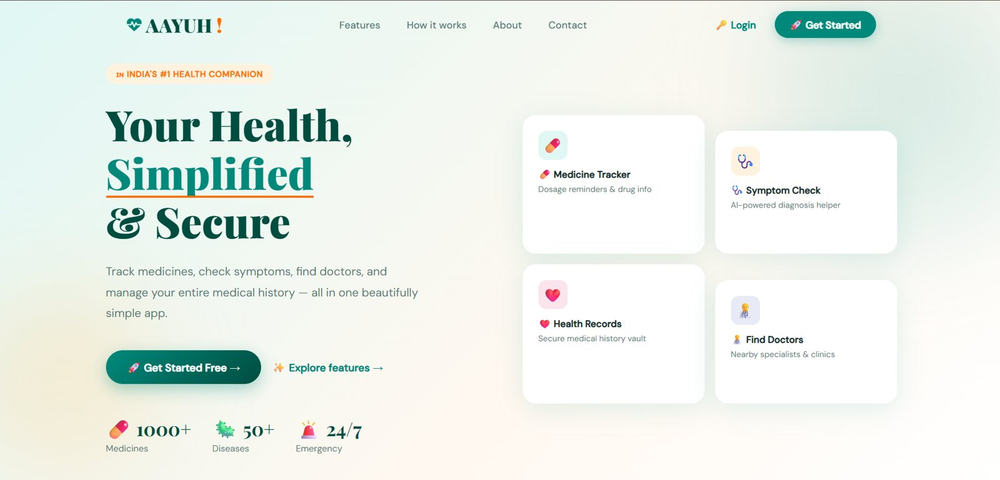 AAYUH !
Features
How it works
About
Contact
Login
Get Started
IN INDIA'S #1 HEALTH COMPANION
Your Health,
Simplified
& Secure
Track medicines, check symptoms, find doctors, and
manage your entire medical history — all in one beautifully
simple app.
Get Started Free →
Explore features →
1000+
Medicines
50+
Diseases
24/7
Emergency
Medicine Tracker
Dosage reminders & drug info
Symptom Check
AI-powered diagnosis helper
Health Records
Secure medical history vault
Find Doctors
Nearby specialists & clinics